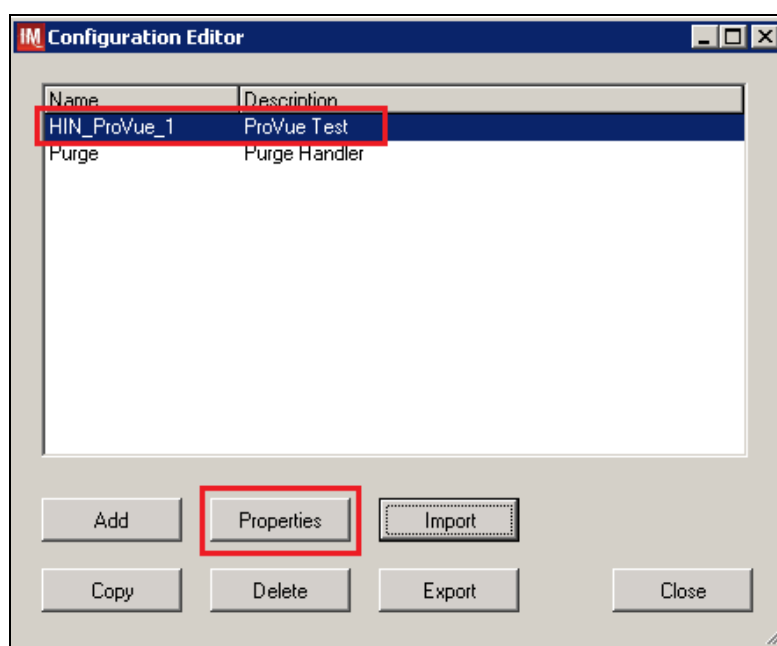 IM Configuration Editor
Name Description
HIN_ProVue_1 ProVue Test
Purge Purge Handler
Add Properties Import
Copy Delete Export Close